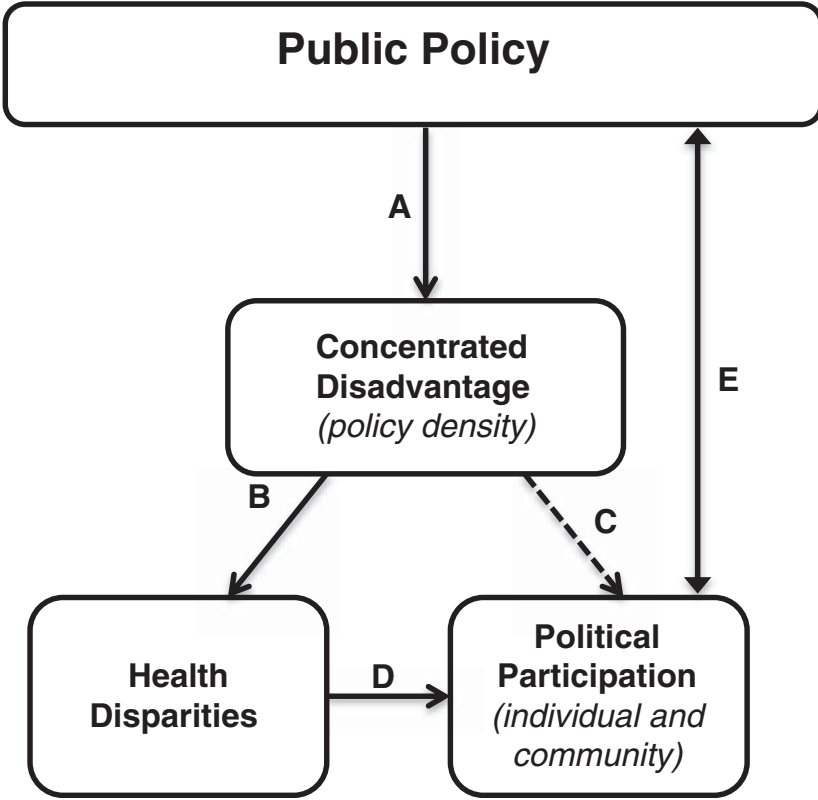 Public Policy
A
Concentrated
Disadvantage
(policy density)
E
B
C
Health
Disparities
D
Political
Participation
(individual and
community)